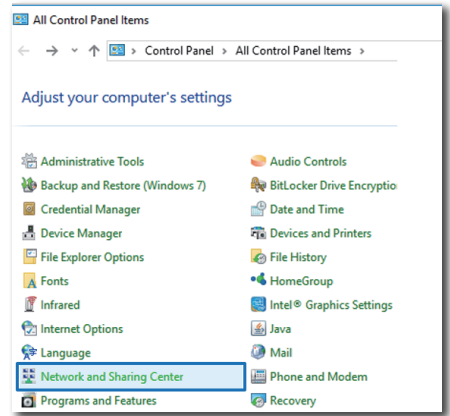 All Control Panel Items
Control Panel > All Control Panel Items >
Adjust your computer's settings
Administrative Tools
Audio Controls
Backup and Restore (Windows 7)
BitLocker Drive Encryptio
Credential Manager
Date and Time
Device Manager
Devices and Printers
File Explorer Options
File History
Fonts
HomeGroup
Infrared
Intel® Graphics Settings
Internet Options
Java
Language
Mail
Network and Sharing Center
Phone and Modem
Programs and Features
Recovery